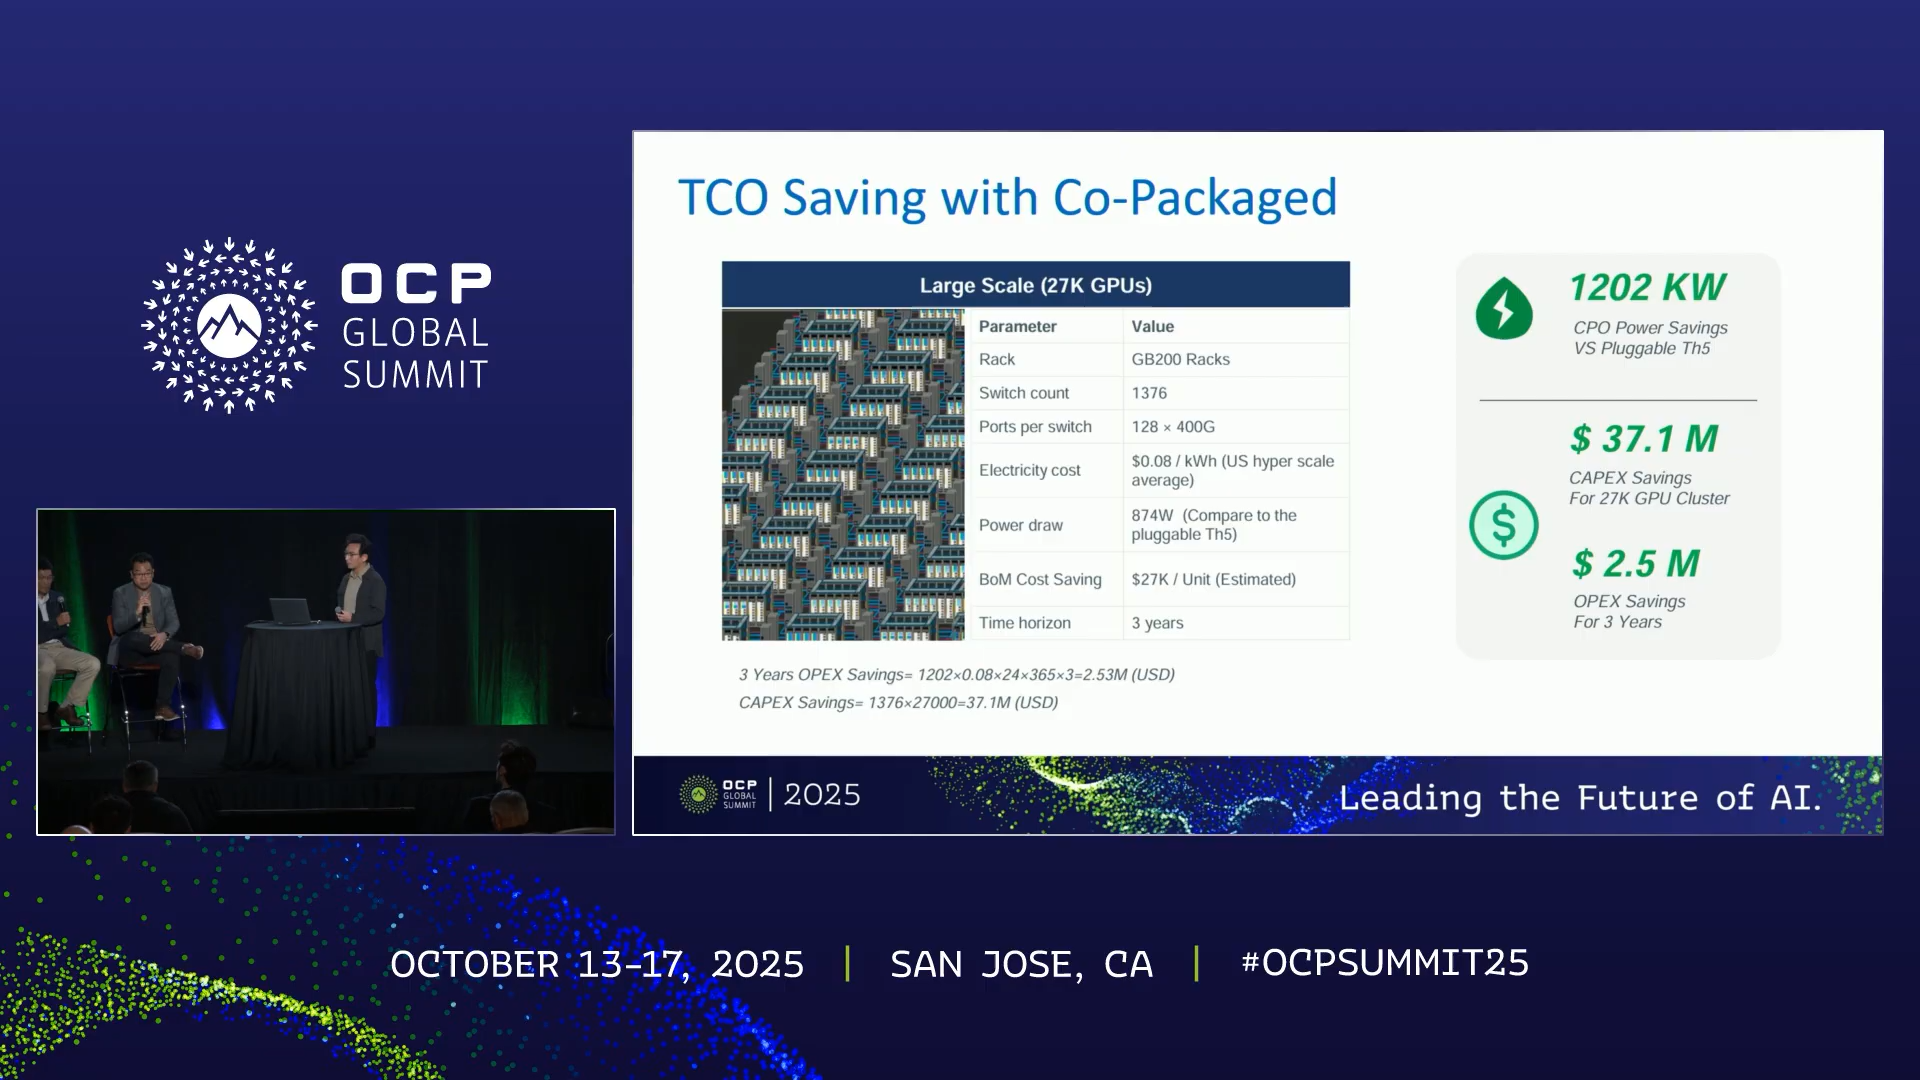 OCP
GLOBAL
SUMMIT
TCO Saving with Co-Packaged
Large Scale (27K GPUs)
Parameter Value
Rack GB200 Racks
Switch count 1376
Ports per switch 128 × 400G
Electricity cost $0.08 / kWh (US hyper scale
average)
Power draw 874W (Compare to the
pluggable Th5)
BoM Cost Saving $27K / Unit (Estimated)
Time horizon 3 years
3 Years OPEX Savings= 1202×0.08×24×365×3=2.53M (USD)
CAPEX Savings= 1376×27000=37.1M (USD)
1202 KW
CPO Power Savings
VS Pluggable Th5
$ 37.1 M
CAPEX Savings
For 27K GPU Cluster
$ 2.5 M
OPEX Savings
For 3 Years
OCP
GLOBAL
SUMMIT
2025
Leading the Future of AI.
OCTOBER 13-17, 2025 | SAN JOSE, CA | #OCPSUMMIT25